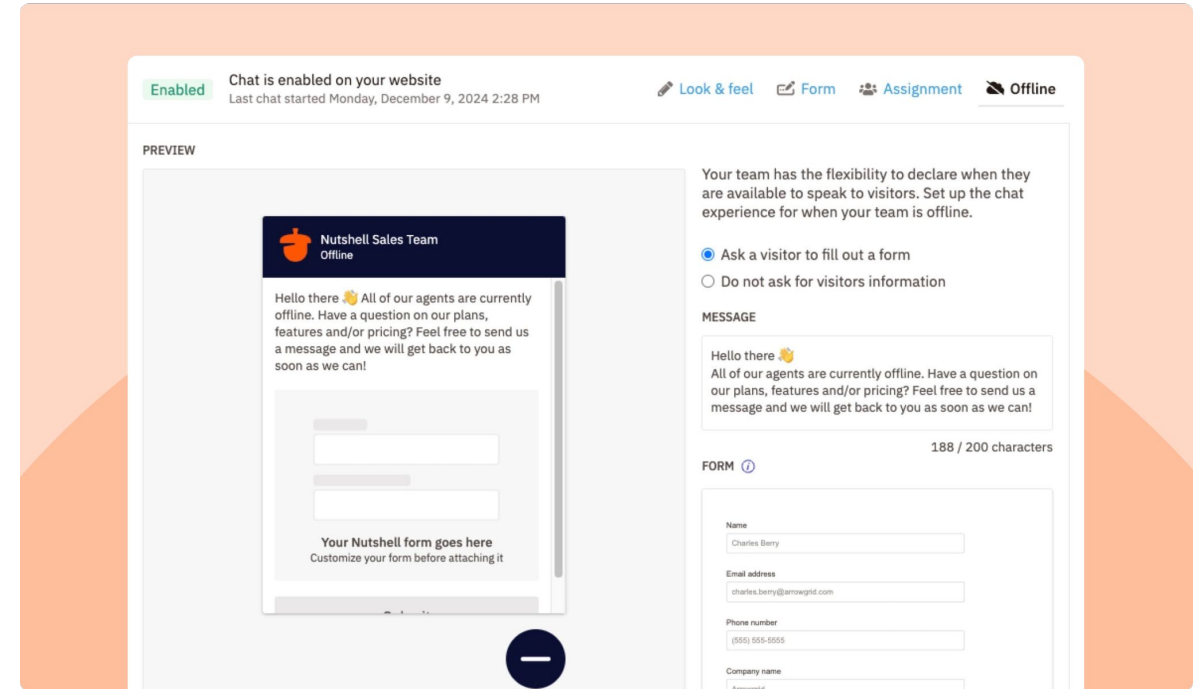 Enabled
Chat is enabled on your website
Last chat started Monday, December 9, 2024 2:28 PM
Look & feel
Form
Assignment
Offline
PREVIEW
Nutshell Sales Team
Offline
Hello there 👋 All of our agents are currently
offline. Have a question on our plans,
features and/or pricing? Feel free to send us
a message and we will get back to you as
soon as we can!
Your Nutshell form goes here
Customize your form before attaching it
Your team has the flexibility to declare when they
are available to speak to visitors. Set up the chat
experience for when your team is offline.
Ask a visitor to fill out a form
Do not ask for visitors information
MESSAGE
Hello there 👋
All of our agents are currently offline. Have a question on
our plans, features and/or pricing? Feel free to send us a
message and we will get back to you as soon as we can!
188 / 200 characters
FORM
Name
Charles Berry
Email address
charles.berry@arrowgrid.com
Phone number
(555) 555-5555
Company name